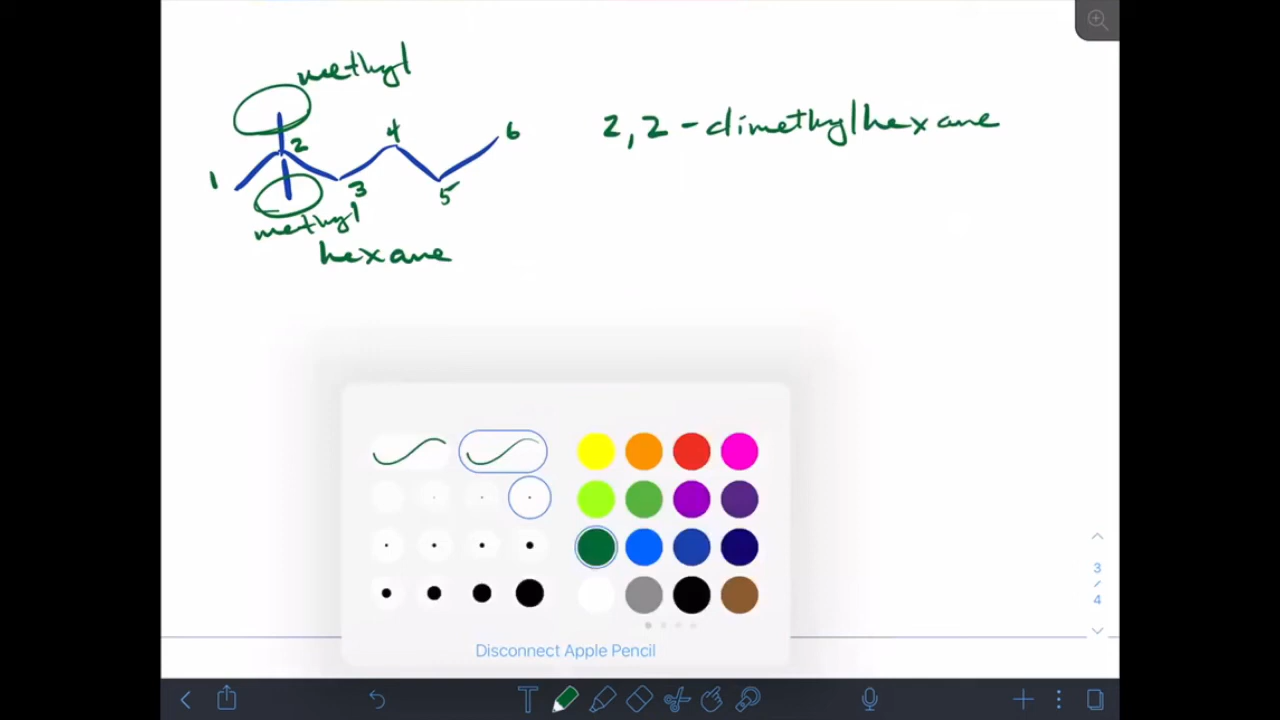 methyl
2,2-dimethylhexane
1
2
3
4
5
6
methyl
hexane
3
/
4
Disconnect Apple Pencil
T